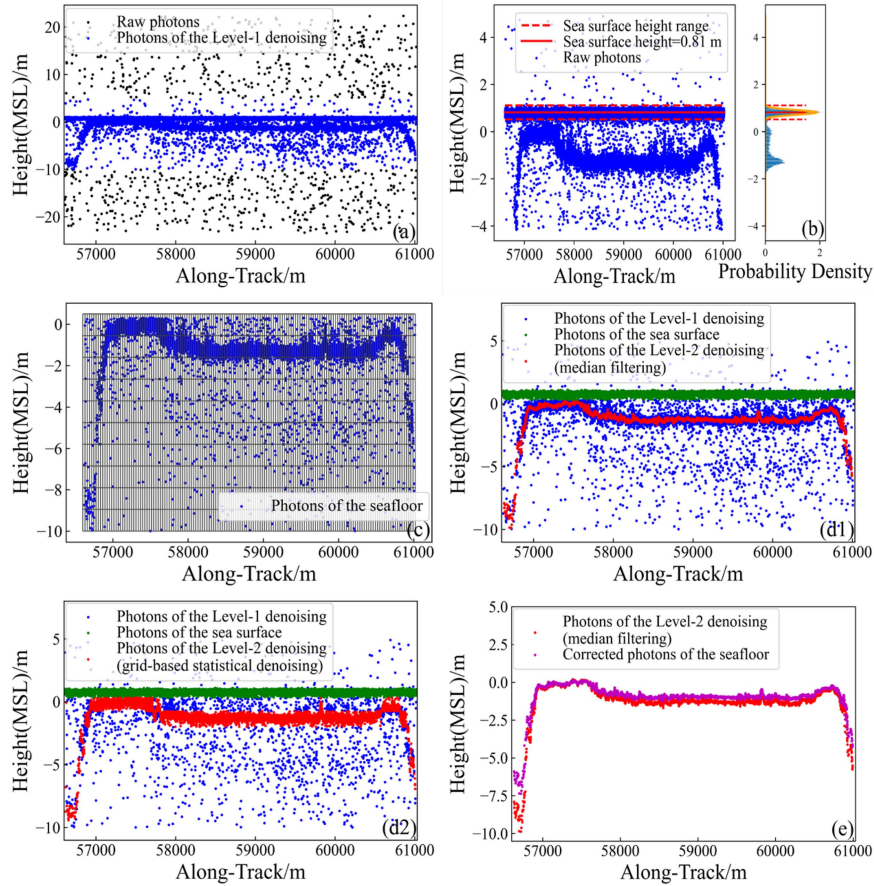 Raw photons
Photons of the Level-1 denoising
Height(MSL)/m
20
10
0
−10
−20
57000 58000 59000 60000 61000
Along-Track/m
(a)
Sea surface height range
Sea surface height=0.81 m
Raw photons
Height(MSL)/m
4
2
0
−2
−4
57000 58000 59000 60000 61000
Along-Track/m
4
2
0
−2
−4
(b)
0 2
Probability Density
Height(MSL)/m
0
−2
−4
−6
−8
−10
Photons of the seafloor
(c)
57000 58000 59000 60000 61000
Along-Track/m
Photons of the Level-1 denoising
Photons of the sea surface
Photons of the Level-2 denoising
(median filtering)
Height(MSL)/m
5
0
−5
−10
(d1)
57000 58000 59000 60000 61000
Along-Track/m
Photons of the Level-1 denoising
Photons of the sea surface
Photons of the Level-2 denoising
(grid-based statistical denoising)
Height(MSL)/m
5
0
−5
−10
(d2)
57000 58000 59000 60000 61000
Along-Track/m
Photons of the Level-2 denoising
(median filtering)
Corrected photons of the seafloor
Height(MSL)/m
5.0
2.5
0.0
−2.5
−5.0
−7.5
−10.0
(e)
57000 58000 59000 60000 61000
Along-Track/m